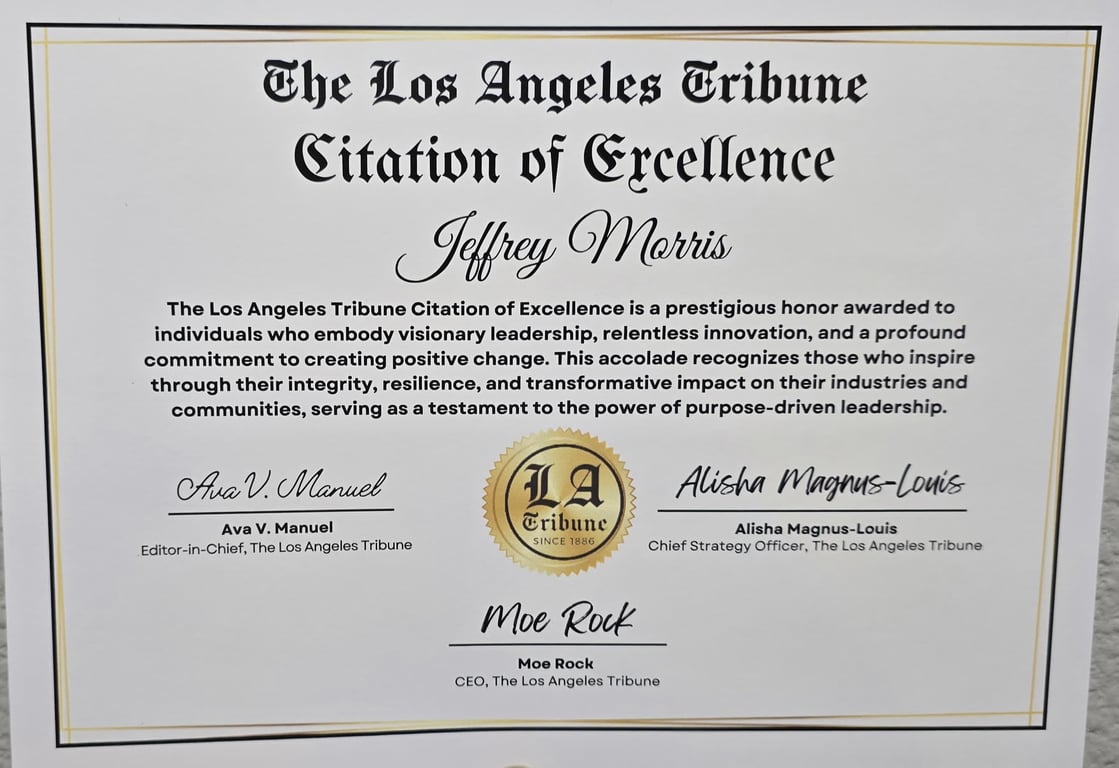 The Los Angeles Tribune
Citation of Excellence
Jeffrey Morris
The Los Angeles Tribune Citation of Excellence is a prestigious honor awarded to
individuals who embody visionary leadership, relentless innovation, and a profound
commitment to creating positive change. This accolade recognizes those who inspire
through their integrity, resilience, and transformative impact on their industries and
communities, serving as a testament to the power of purpose-driven leadership.
Ava V. Manuel
Ava V. Manuel
Editor-in-Chief, The Los Angeles Tribune
LA
Tribune
SINCE 1886
Alisha Magnus-Louis
Alisha Magnus-Louis
Chief Strategy Officer, The Los Angeles Tribune
Moe Rock
Moe Rock
CEO, The Los Angeles Tribune